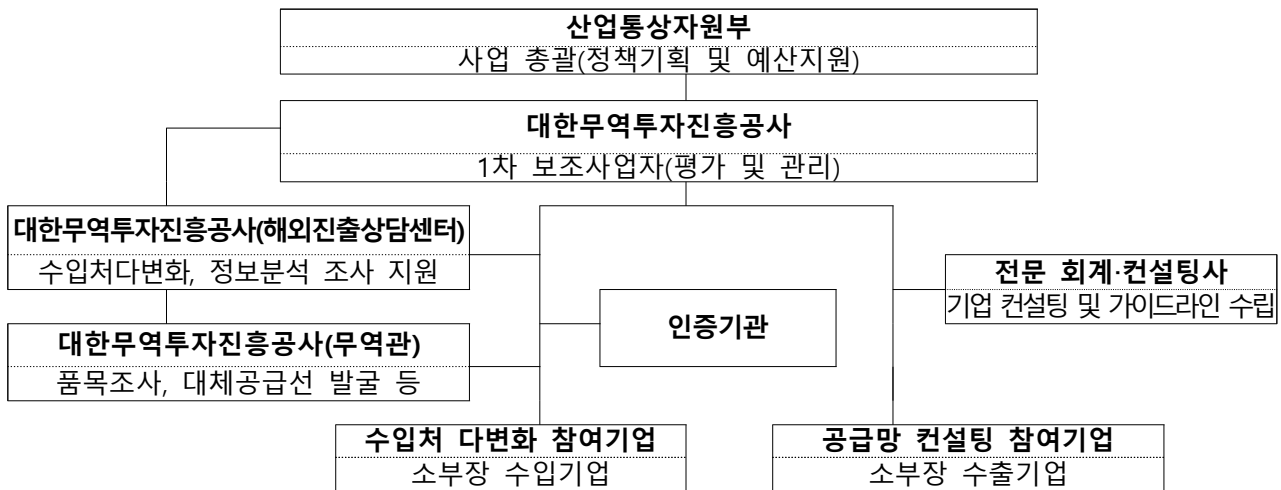 산업통상자원부
사업 총괄(정책기획 및 예산지원)
대한무역투자진흥공사
1차 보조사업자(평가 및 관리)
대한무역투자진흥공사(해외진출상담센터)
수입처다변화, 정보분석 조사 지원
전문 회계·컨설팅사
기업 컨설팅 및 가이드라인 수립
인증기관
대한무역투자진흥공사(무역관)
품목조사, 대체공급선 발굴 등
수입처 다변화 참여기업
소부장 수입기업
공급망 컨설팅 참여기업
소부장 수출기업